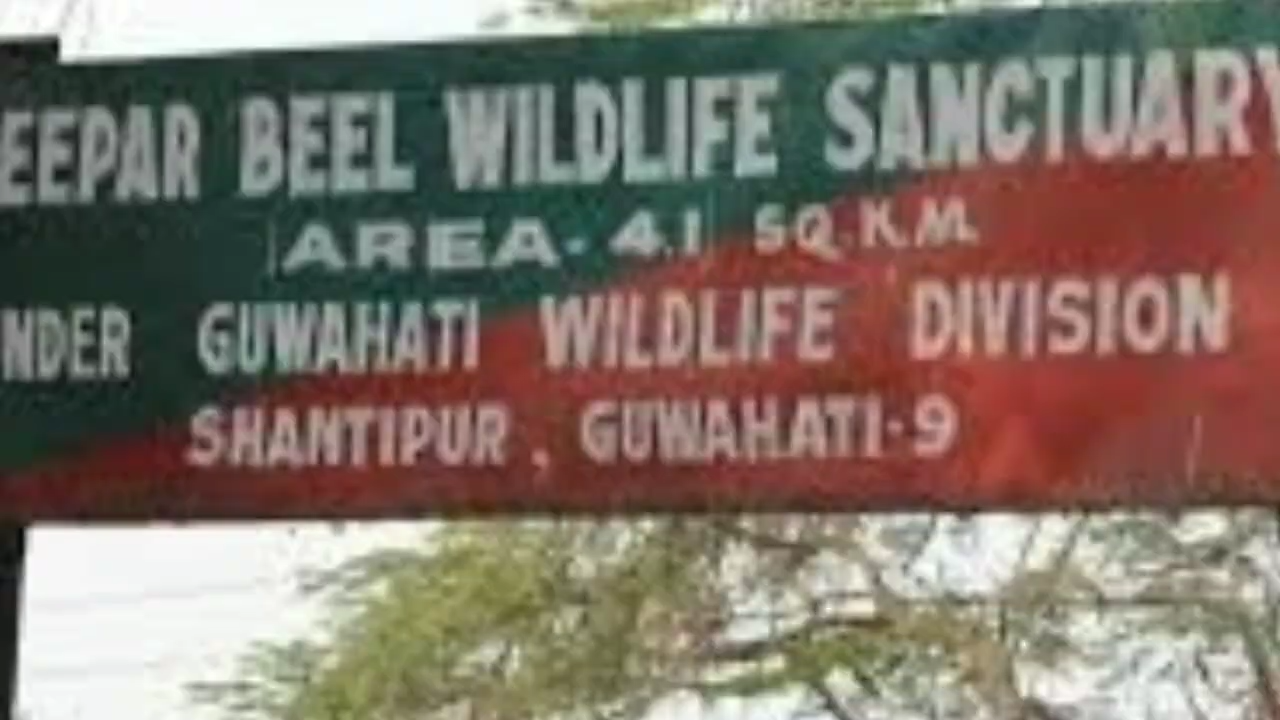 EEPAR BEEL WILDLIFE SANCTUARY
AREA- 4.1 SQ. K.M.
NDER GUWAHATI WILDLIFE DIVISION
SHANTIPUR, GUWAHATI-9